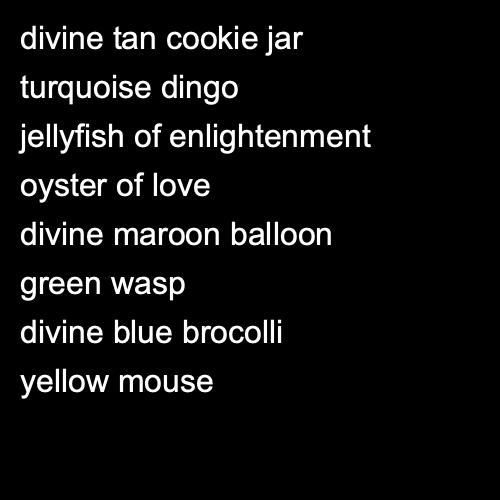 divine tan cookie jar
turquoise dingo
jellyfish of enlightenment
oyster of love
divine maroon balloon
green wasp
divine blue brocolli
yellow mouse